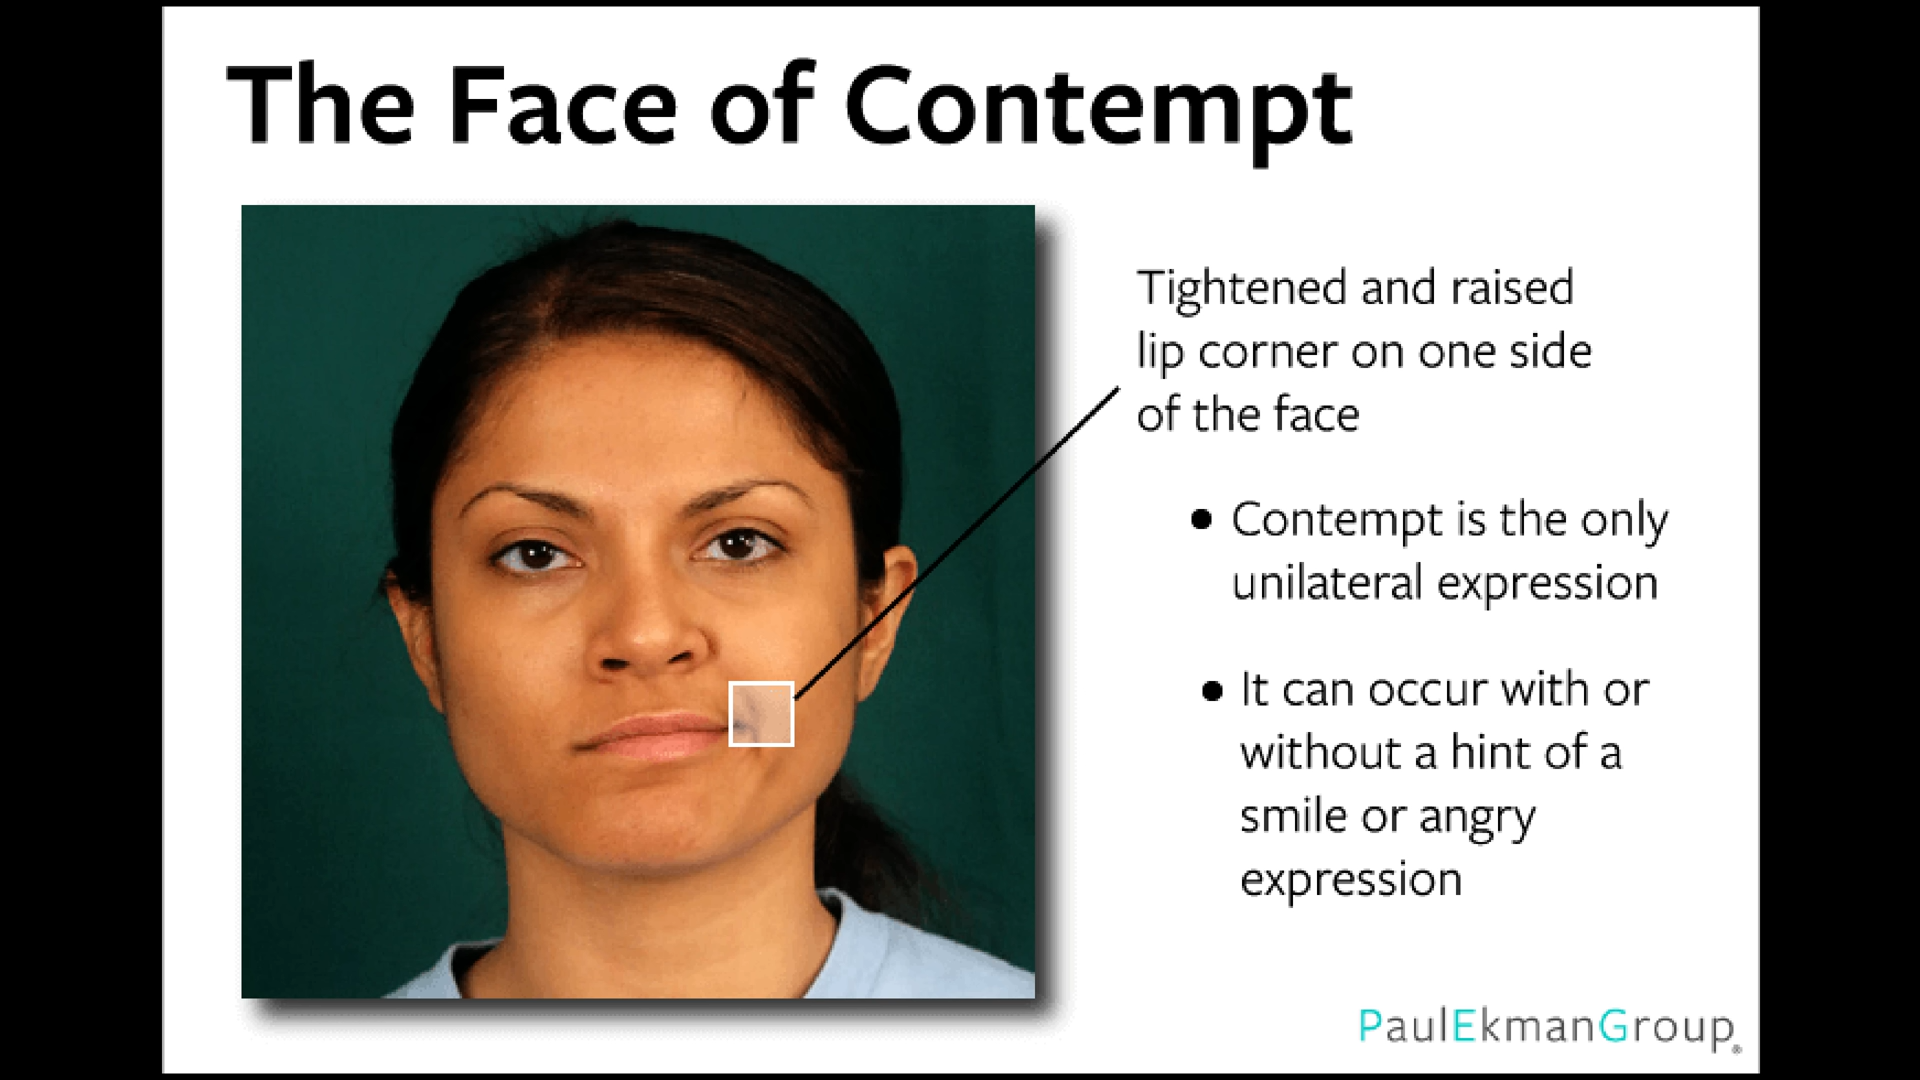 The Face of Contempt
Tightened and raised
lip corner on one side
of the face
• Contempt is the only
unilateral expression
• It can occur with or
without a hint of a
smile or angry
expression
PaulEkmanGroup®